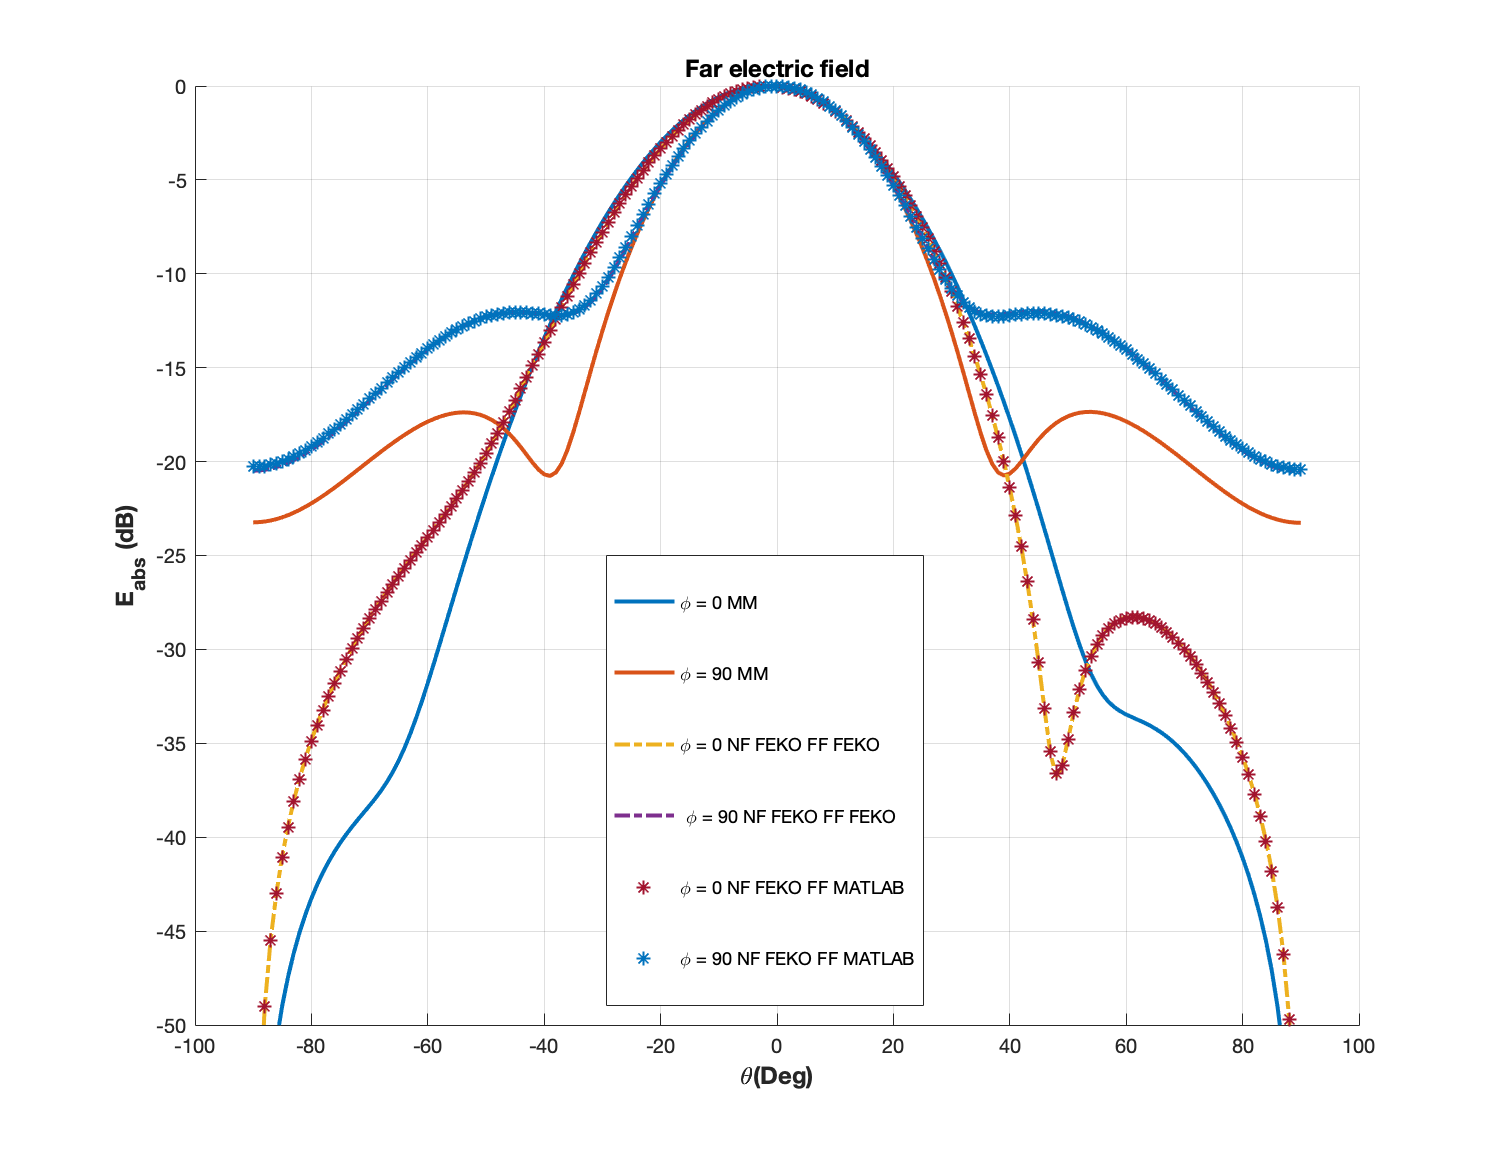 Far electric field
0
-5
-10
-15
-20
-25
-30
-35
-40
-45
-50
E_abs (dB)
ϕ = 0 MM
ϕ = 90 MM
ϕ = 0 NF FEKO FF FEKO
ϕ = 90 NF FEKO FF FEKO
ϕ = 0 NF FEKO FF MATLAB
ϕ = 90 NF FEKO FF MATLAB
-100 -80 -60 -40 -20 0 20 40 60 80 100
θ(Deg)